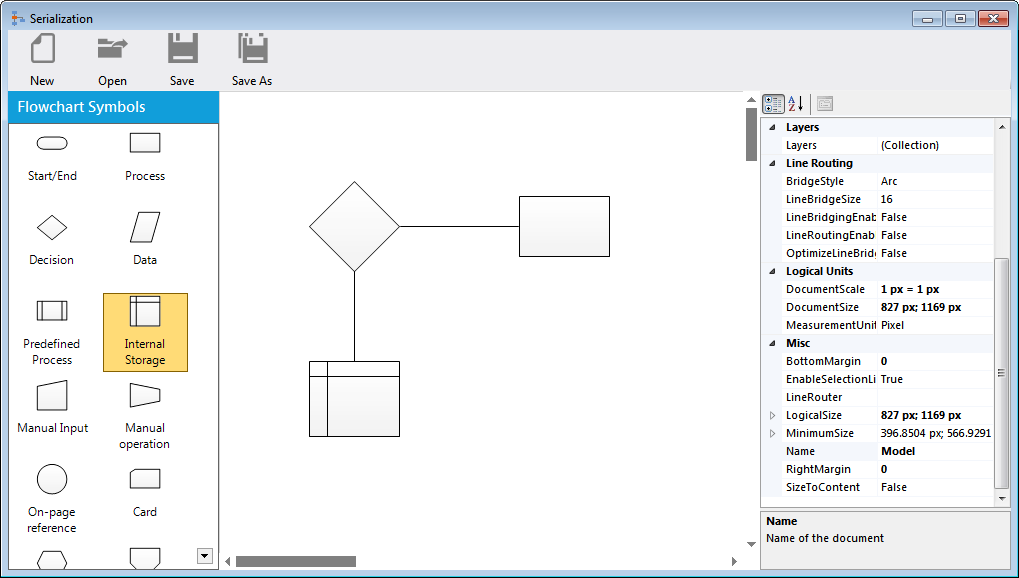 Serialization
New Open Save Save As
Flowchart Symbols
Start/End Process
Decision Data
Predefined Process Internal Storage
Manual Input Manual operation
On-page reference Card
A
Z
Layers
Layers (Collection)
Line Routing
BridgeStyle Arc
LineBridgeSize 16
LineBridgingEnab False
LineRoutingEnab False
OptimizeLineBridg False
Logical Units
DocumentScale 1 px = 1 px
DocumentSize 827 px; 1169 px
MeasurementUnit Pixel
Misc
BottomMargin 0
EnableSelectionLi True
LineRouter
LogicalSize 827 px; 1169 px
MinimumSize 396.8504 px; 566.9291
Name Model
RightMargin 0
SizeToContent False
Name
Name of the document